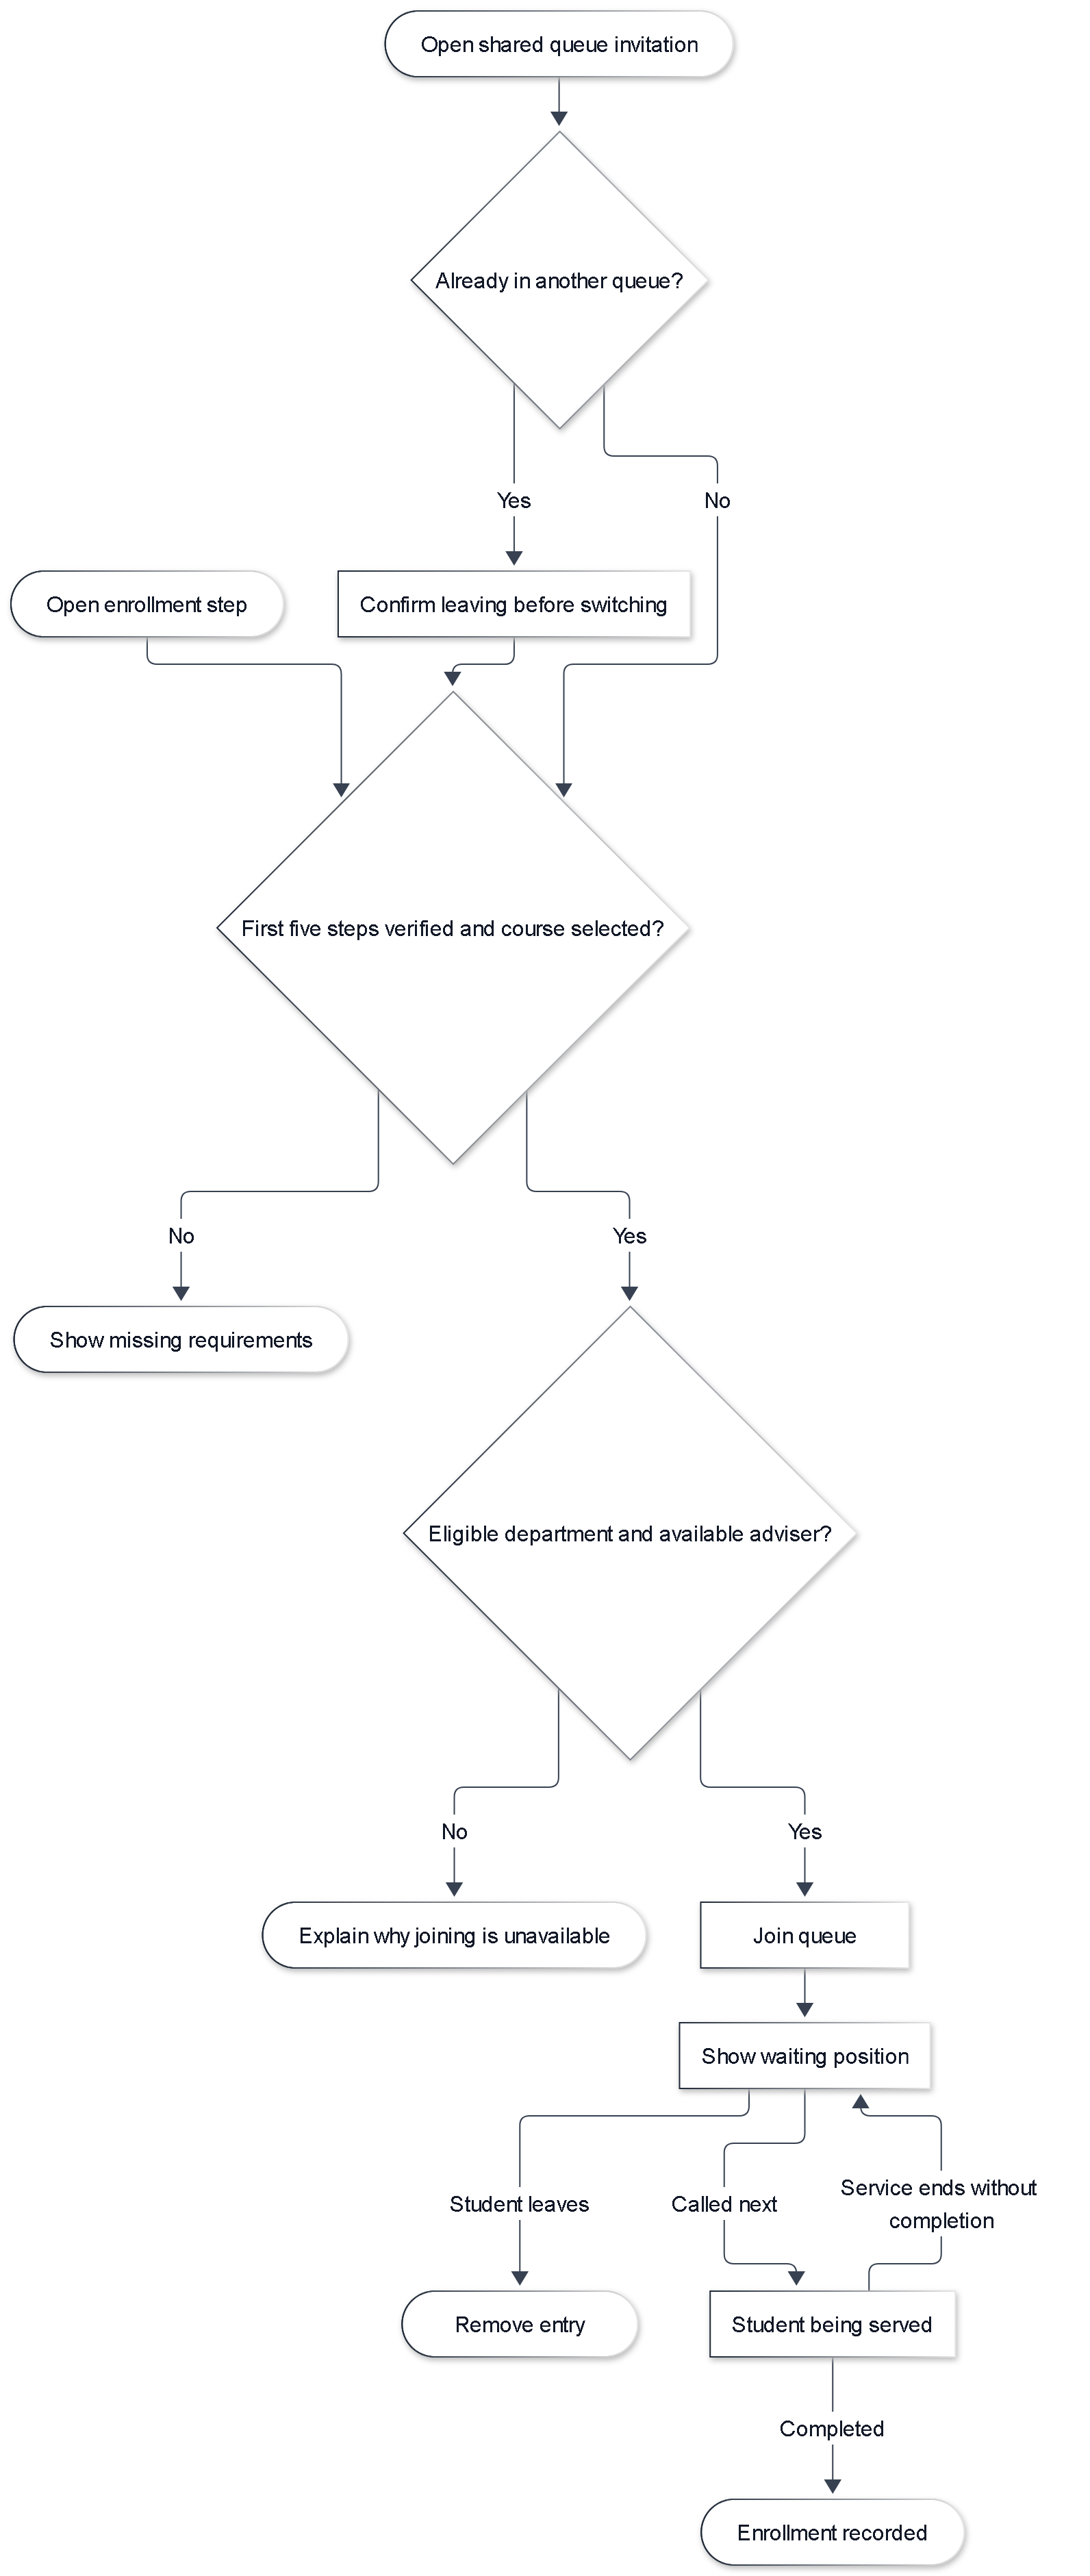 Open shared queue invitation
Already in another queue?
Yes
No
Open enrollment step
Confirm leaving before switching
First five steps verified and course selected?
No
Yes
Show missing requirements
Eligible department and available adviser?
No
Yes
Explain why joining is unavailable
Join queue
Show waiting position
Student leaves
Called next
Service ends without
completion
Remove entry
Student being served
Completed
Enrollment recorded